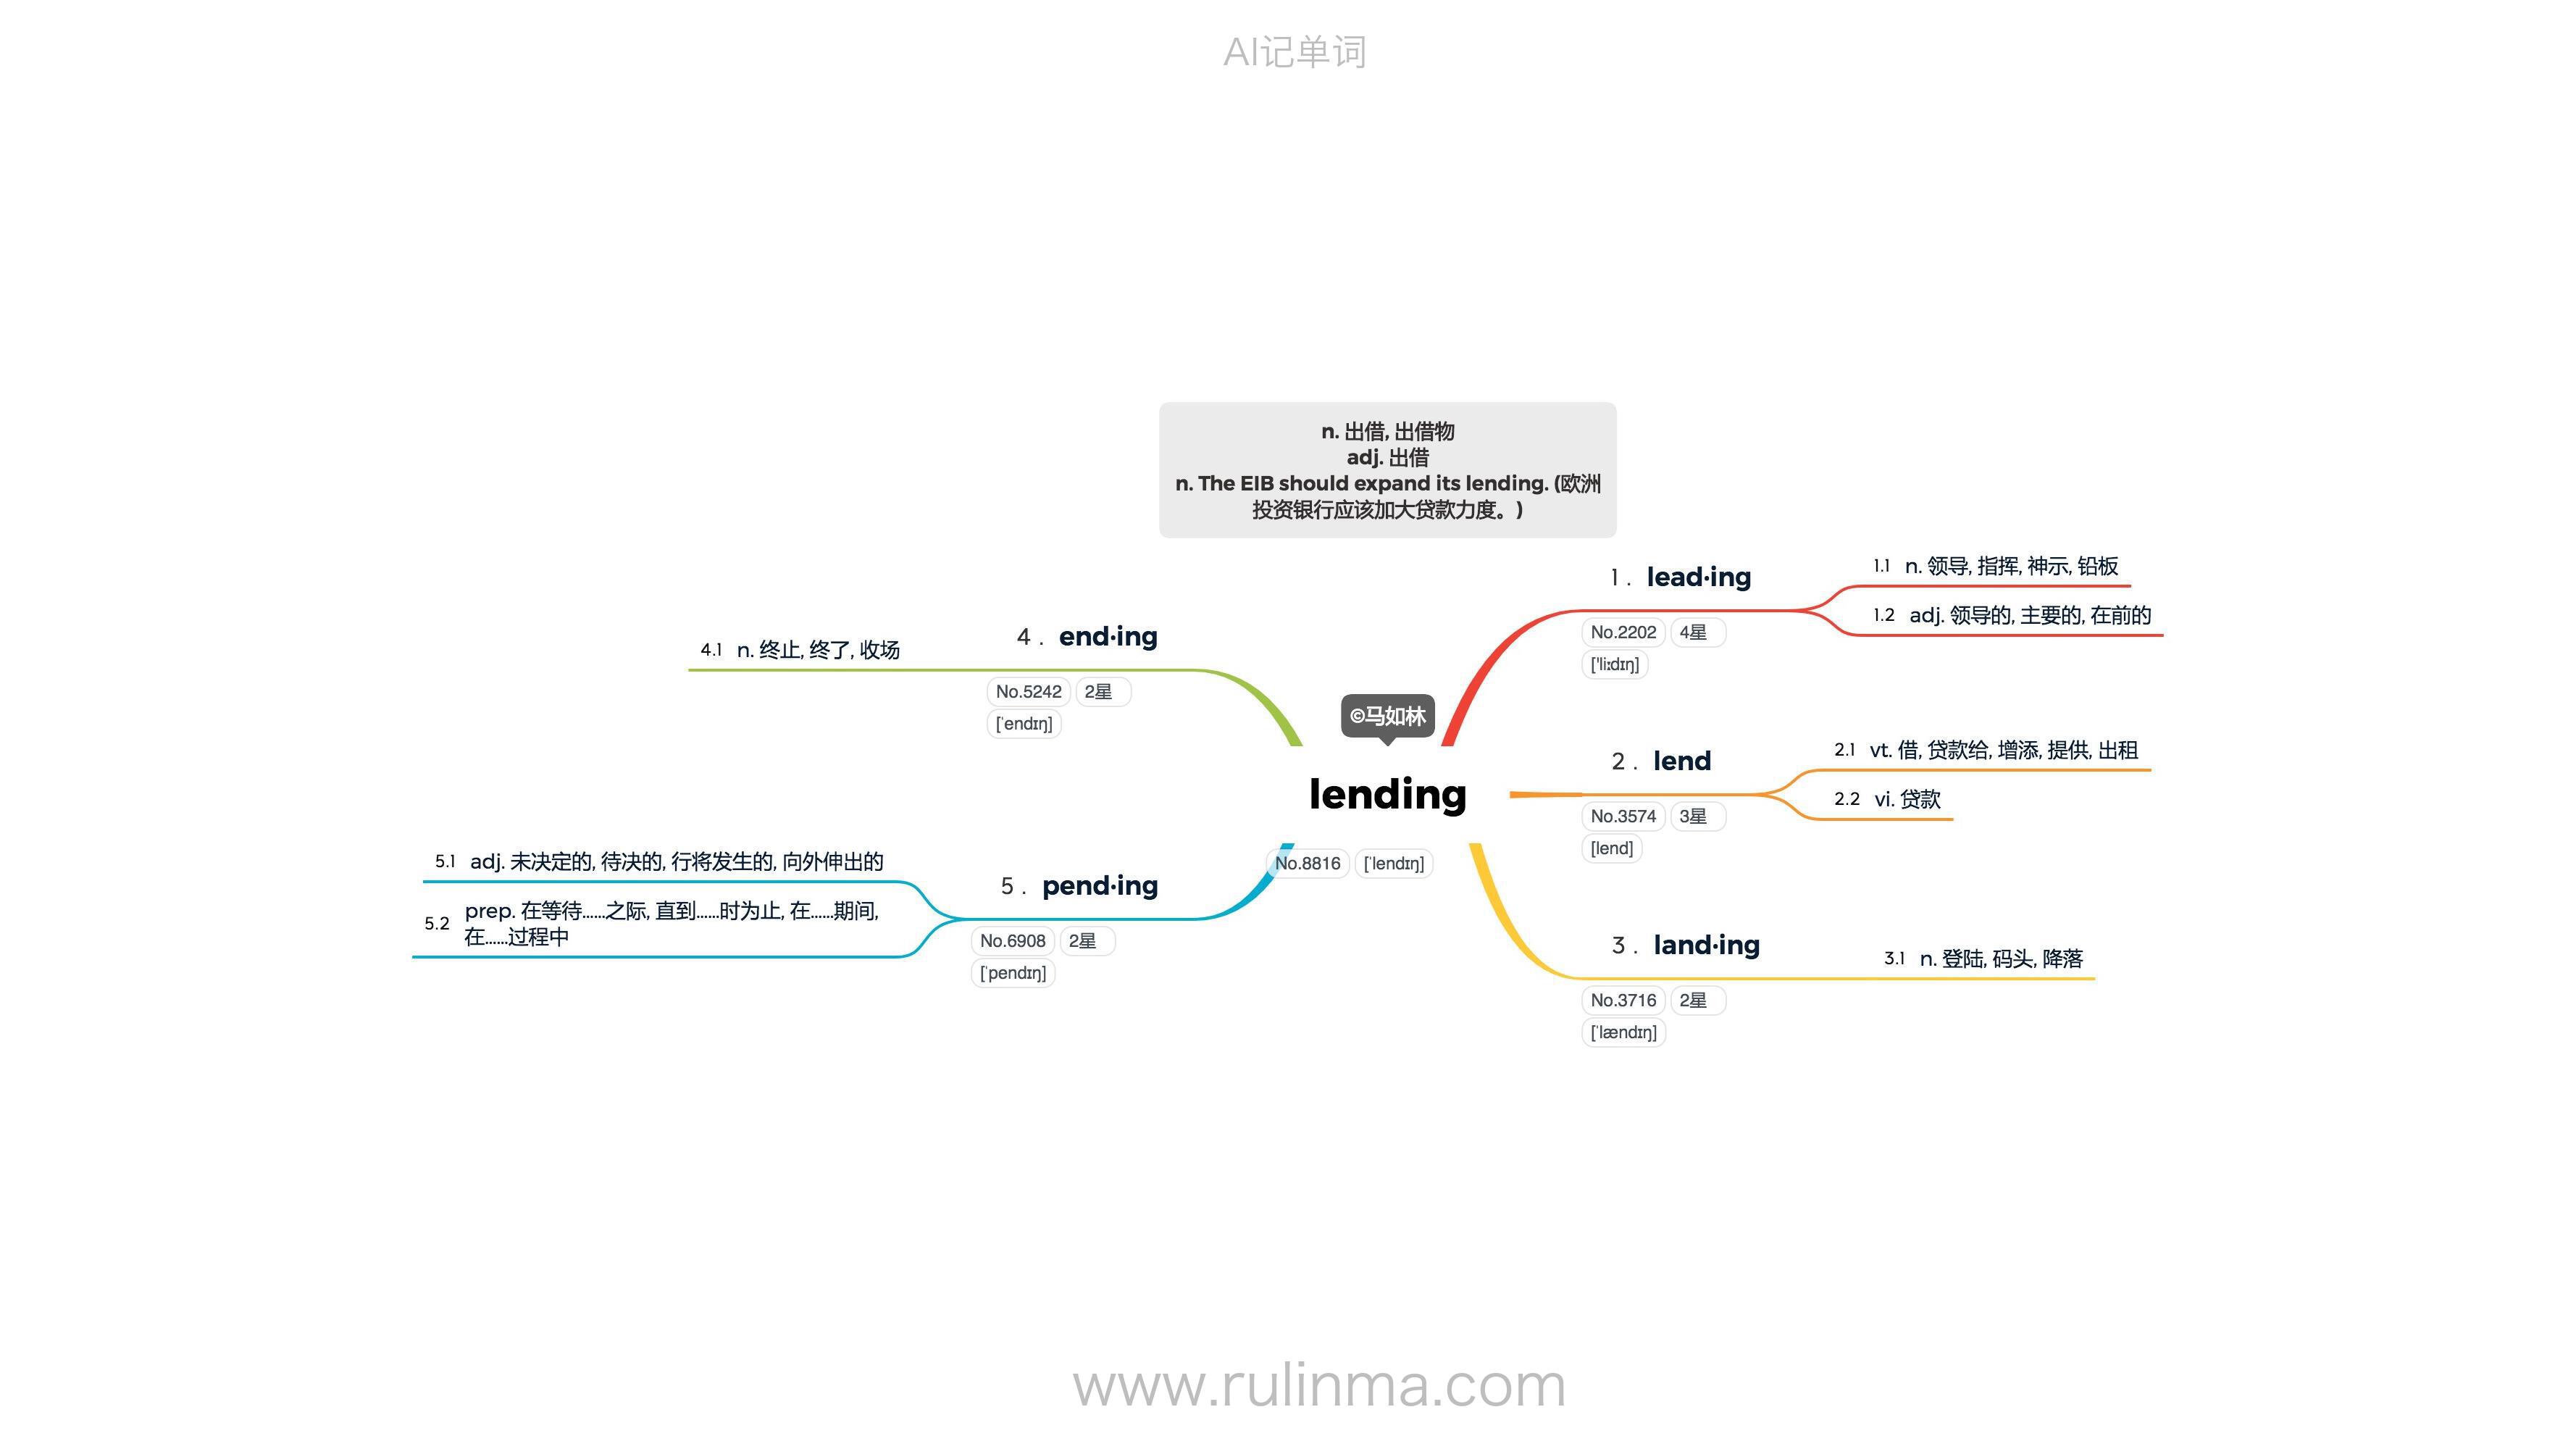 AI记单词
n. 出借, 出借物
adj. 出借
n. The EIB should expand its lending. (欧洲
投资银行应该加大贷款力度。)
©马如林
lending
No.8816 [ˈlendɪŋ]
1 . lead·ing
No.2202 4星
['liːdɪŋ]
1.1 n. 领导, 指挥, 神示, 铅板
1.2 adj. 领导的, 主要的, 在前的
2 . lend
No.3574 3星
[lend]
2.1 vt. 借, 贷款给, 增添, 提供, 出租
2.2 vi. 贷款
3 . land·ing
No.3716 2星
[ˈlændɪŋ]
3.1 n. 登陆, 码头, 降落
4 . end·ing
No.5242 2星
[ˈendɪŋ]
4.1 n. 终止, 终了, 收场
5 . pend·ing
No.6908 2星
[ˈpendɪŋ]
5.1 adj. 未决定的, 待决的, 行将发生的, 向外伸出的
5.2 prep. 在等待……之际, 直到……时为止, 在……期间,
在……过程中
www.rulinma.com